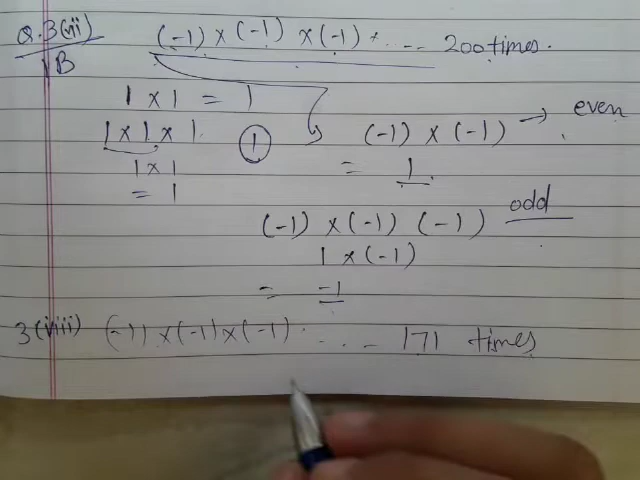 Q.3(vii) (-1) × (-1) × (-1) × .... 200 times.
B
1 × 1 = 1
1 × 1 × 1. 1 (-1) × (-1) → even
1 × 1 = 1
= 1
(-1) × (-1) (-1) odd
1 × (-1)
= -1
3(viii) (-1) × (-1) × (-1) .... 171 times